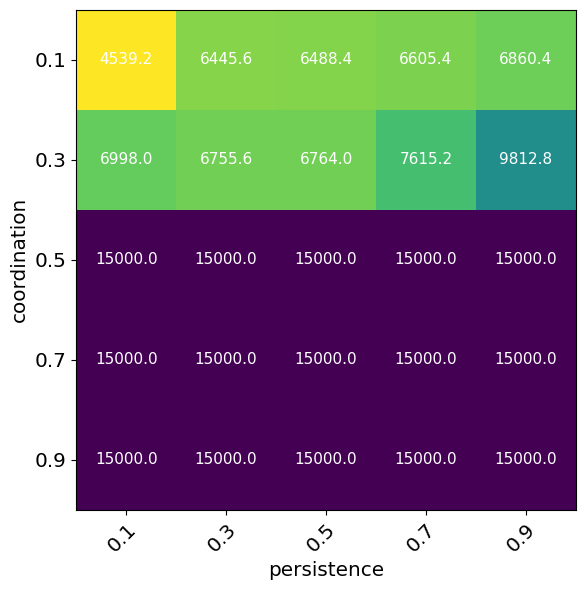 0.1 4539.2 6445.6 6488.4 6605.4 6860.4
0.3 6998.0 6755.6 6764.0 7615.2 9812.8
0.5 15000.0 15000.0 15000.0 15000.0 15000.0
0.7 15000.0 15000.0 15000.0 15000.0 15000.0
0.9 15000.0 15000.0 15000.0 15000.0 15000.0
coordination
0.1 0.3 0.5 0.7 0.9
persistence